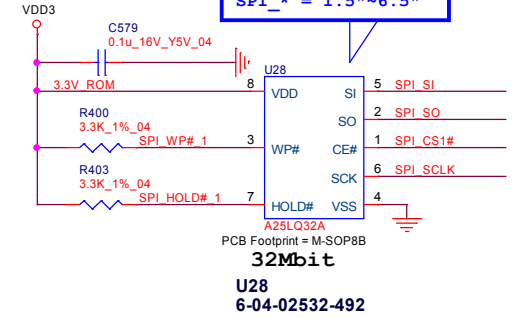 SPI_* = 1.5"~6.5"
VDD3
C579
0.1u_16V_Y5V_04
U28
3.3V_ROM
8
VDD
SI
5
SPI_SI
R400
3.3K_1%_04
SO
2
SPI_SO
SPI_WP#_1
3
WP#
CE#
1
SPI_CS1#
R403
3.3K_1%_04
SCK
6
SPI_SCLK
SPI_HOLD#_1
7
HOLD#
VSS
4
A25LQ32A
PCB Footprint = M-SOP8B
32Mbit
U28
6-04-02532-492